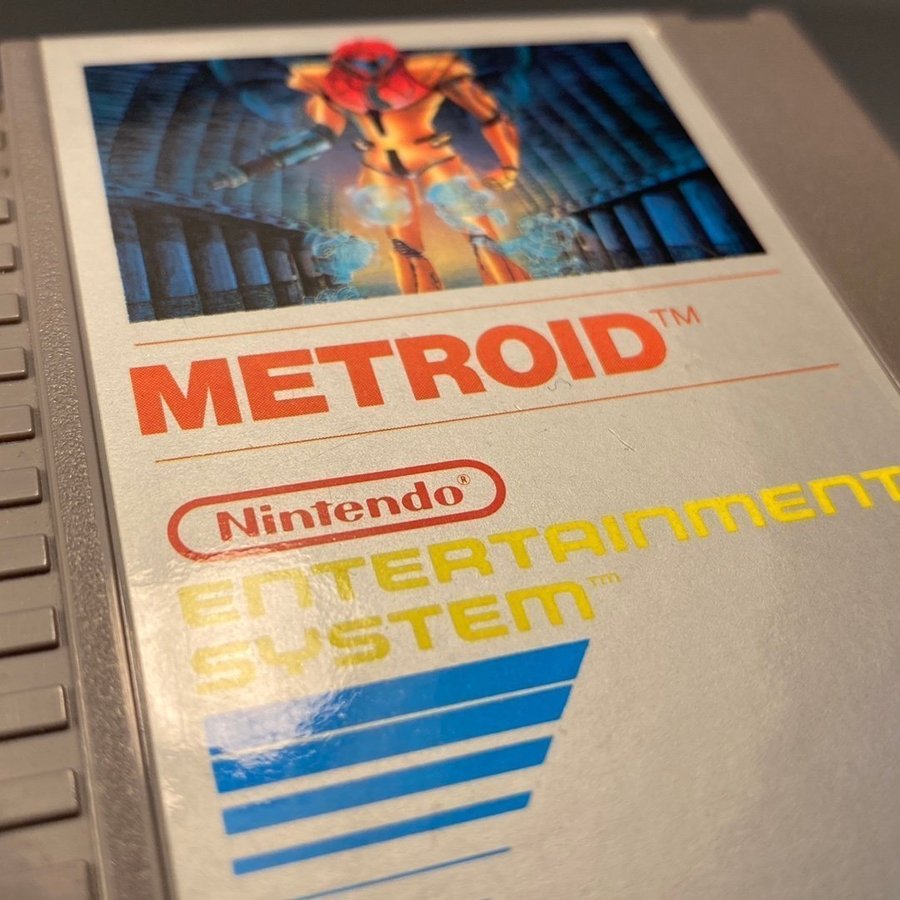 METROID™
Nintendo®
ENTERTAINMENT
SYSTEM™